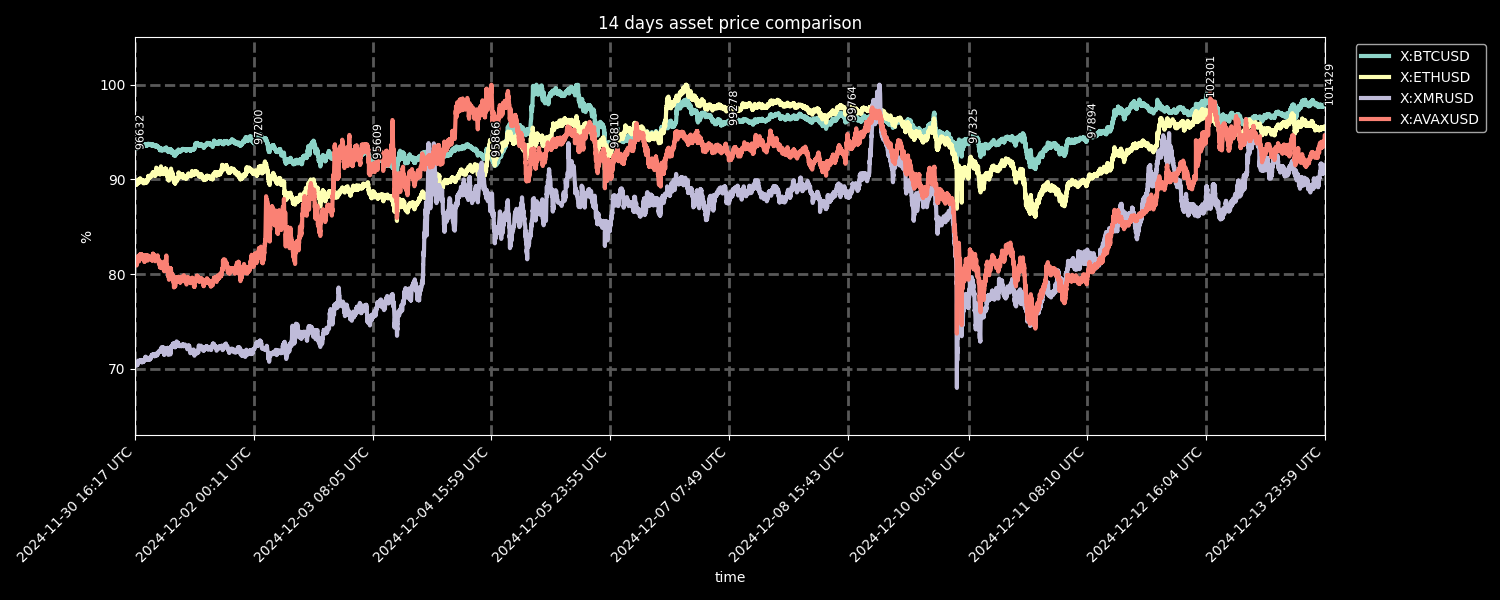 14 days asset price comparison
X:BTCUSD
X:ETHUSD
X:XMRUSD
X:AVAXUSD
%
100
90
80
70
96632
97200
95609
95866
96810
99278
99764
97325
97894
102301
101429
2024-11-30 16:17 UTC
2024-12-02 00:11 UTC
2024-12-03 08:05 UTC
2024-12-04 15:59 UTC
2024-12-05 23:55 UTC
2024-12-07 07:49 UTC
2024-12-08 15:43 UTC
2024-12-10 00:16 UTC
2024-12-11 08:10 UTC
2024-12-12 16:04 UTC
2024-12-13 23:59 UTC
time